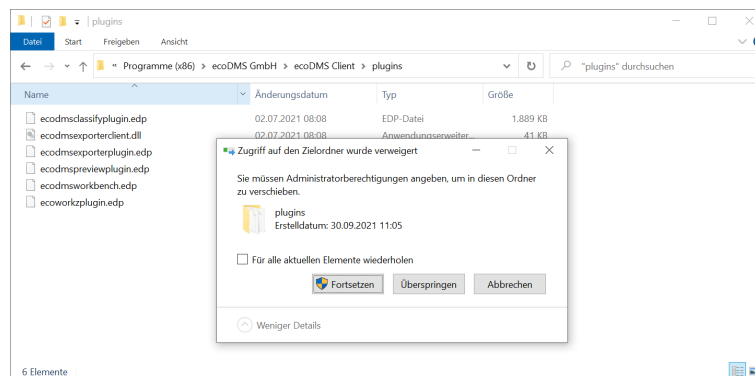 plugins
Datei Start Freigeben Ansicht
« Programme (x86) > ecoDMS GmbH > ecoDMS Client > plugins
"plugins" durchsuchen
Name Änderungsdatum Typ Größe
ecodmsclassifyplugin.edp 02.07.2021 08:08 EDP-Datei 1.889 KB
ecodmsexporterclient.dll 02.07.2021 08:08 Anwendungserweiter... 41 KB
ecodmsexporterplugin.edp
ecodmspreviewplugin.edp
ecodmsworkbench.edp
ecoworkzplugin.edp
Zugriff auf den Zielordner wurde verweigert
Sie müssen Administratorberechtigungen angeben, um in diesen Ordner
zu verschieben.
plugins
Erstelldatum: 30.09.2021 11:05
Für alle aktuellen Elemente wiederholen
Fortsetzen Überspringen Abbrechen
Weniger Details
6 Elemente